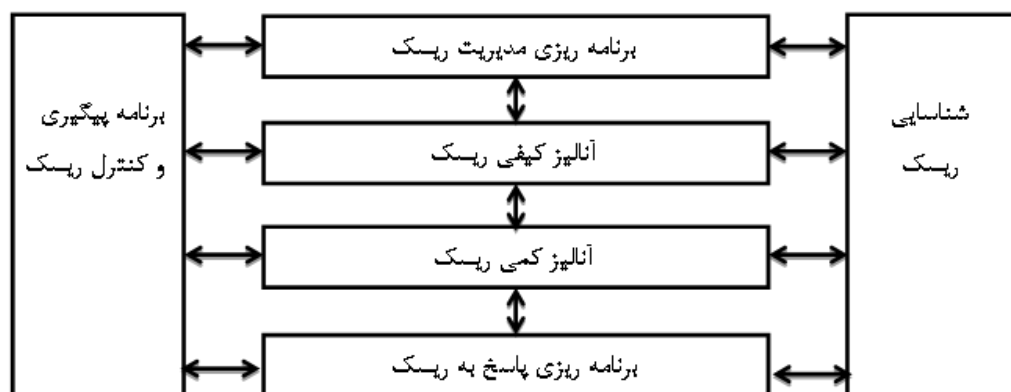 شناسایی
ریسک
برنامه ریزی مدیریت ریسک
آنالیز کیفی ریسک
آنالیز کمی ریسک
برنامه ریزی پاسخ به ریسک
برنامه پیگیری
و کنترل ریسک